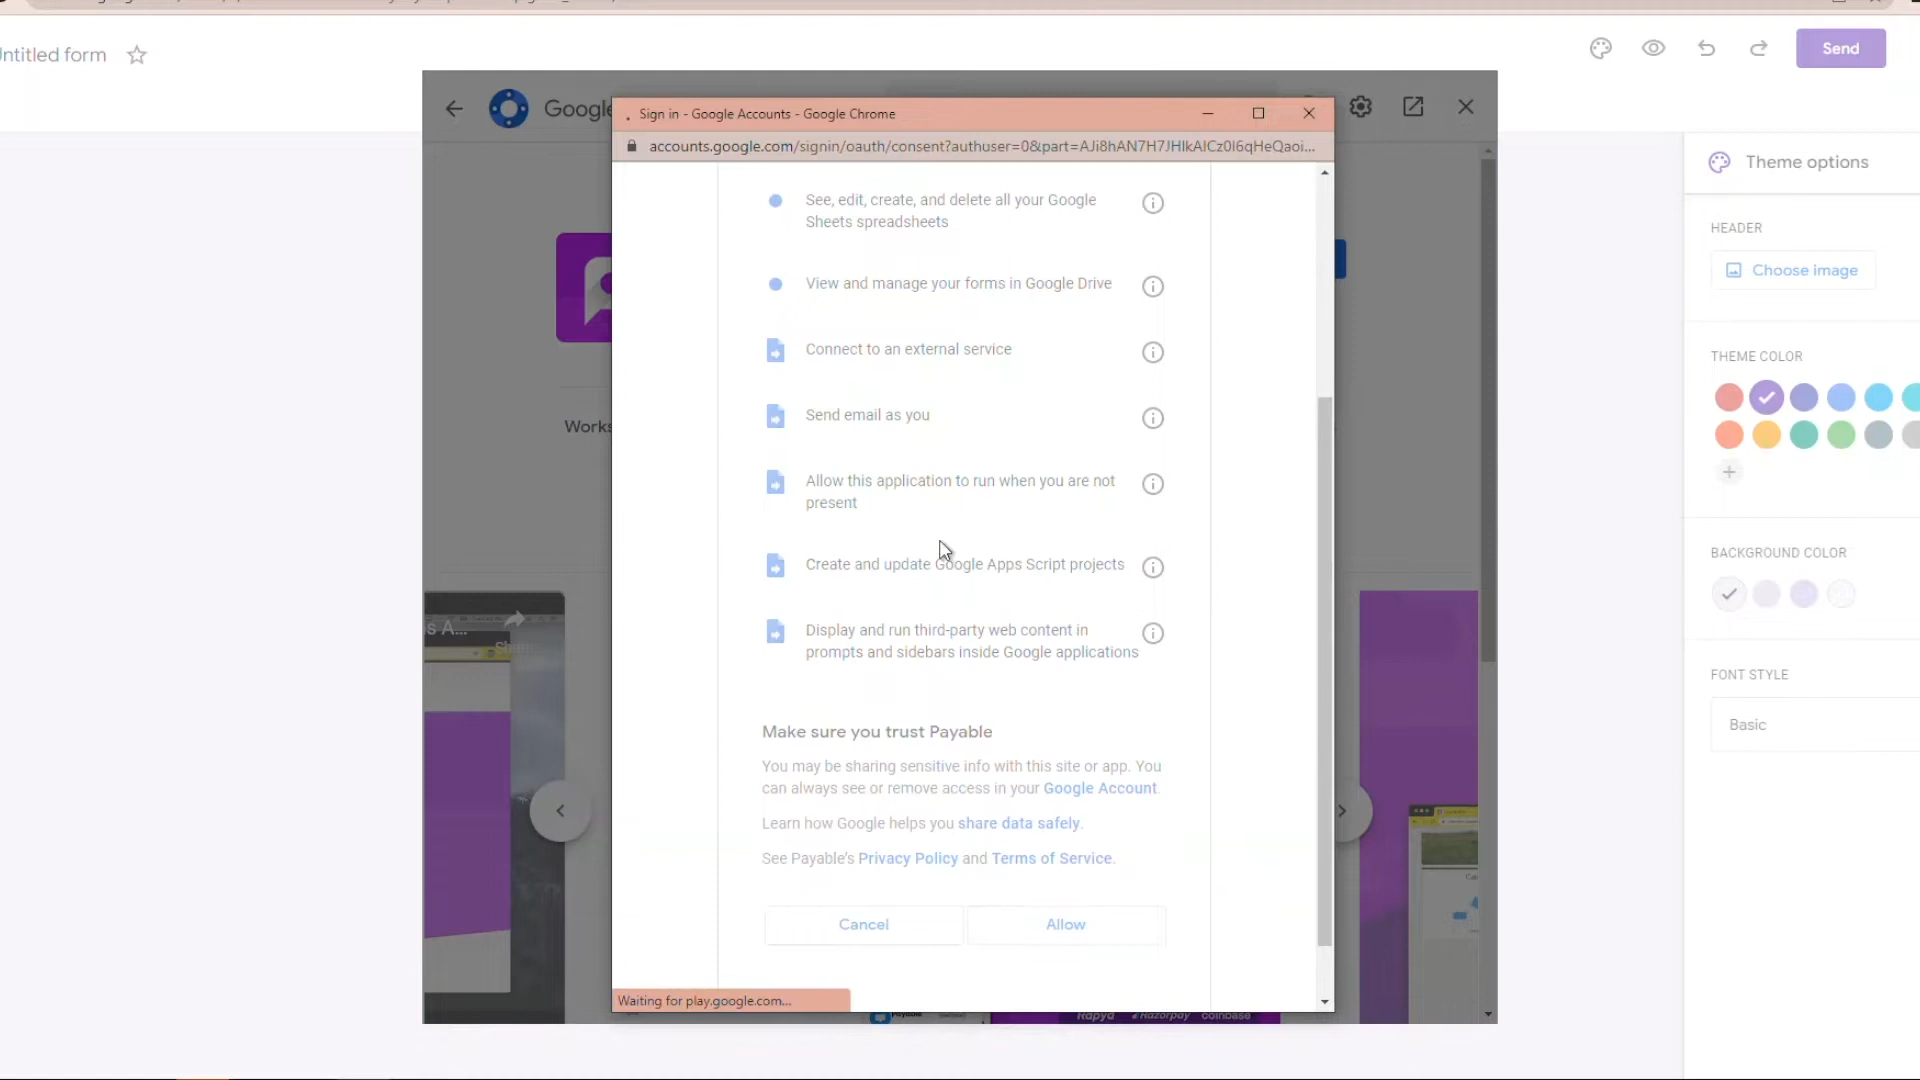 Untitled form
Send
Google
Sign in - Google Accounts - Google Chrome
accounts.google.com/signin/oauth/consent?authuser=0&part=AJi8hAN7H7JHIkAICz0I6qHeQaoi...
See, edit, create, and delete all your Google
Sheets spreadsheets
View and manage your forms in Google Drive
Connect to an external service
Send email as you
Allow this application to run when you are not
present
Create and update Google Apps Script projects
Display and run third-party web content in
prompts and sidebars inside Google applications
Make sure you trust Payable
You may be sharing sensitive info with this site or app. You
can always see or remove access in your Google Account.
Learn how Google helps you share data safely.
See Payable's Privacy Policy and Terms of Service.
Cancel
Allow
Waiting for play.google.com...
Works
s A...
Share
Payable
Rapyd
Razorpay
coinbase
Theme options
HEADER
Choose image
THEME COLOR
BACKGROUND COLOR
FONT STYLE
Basic